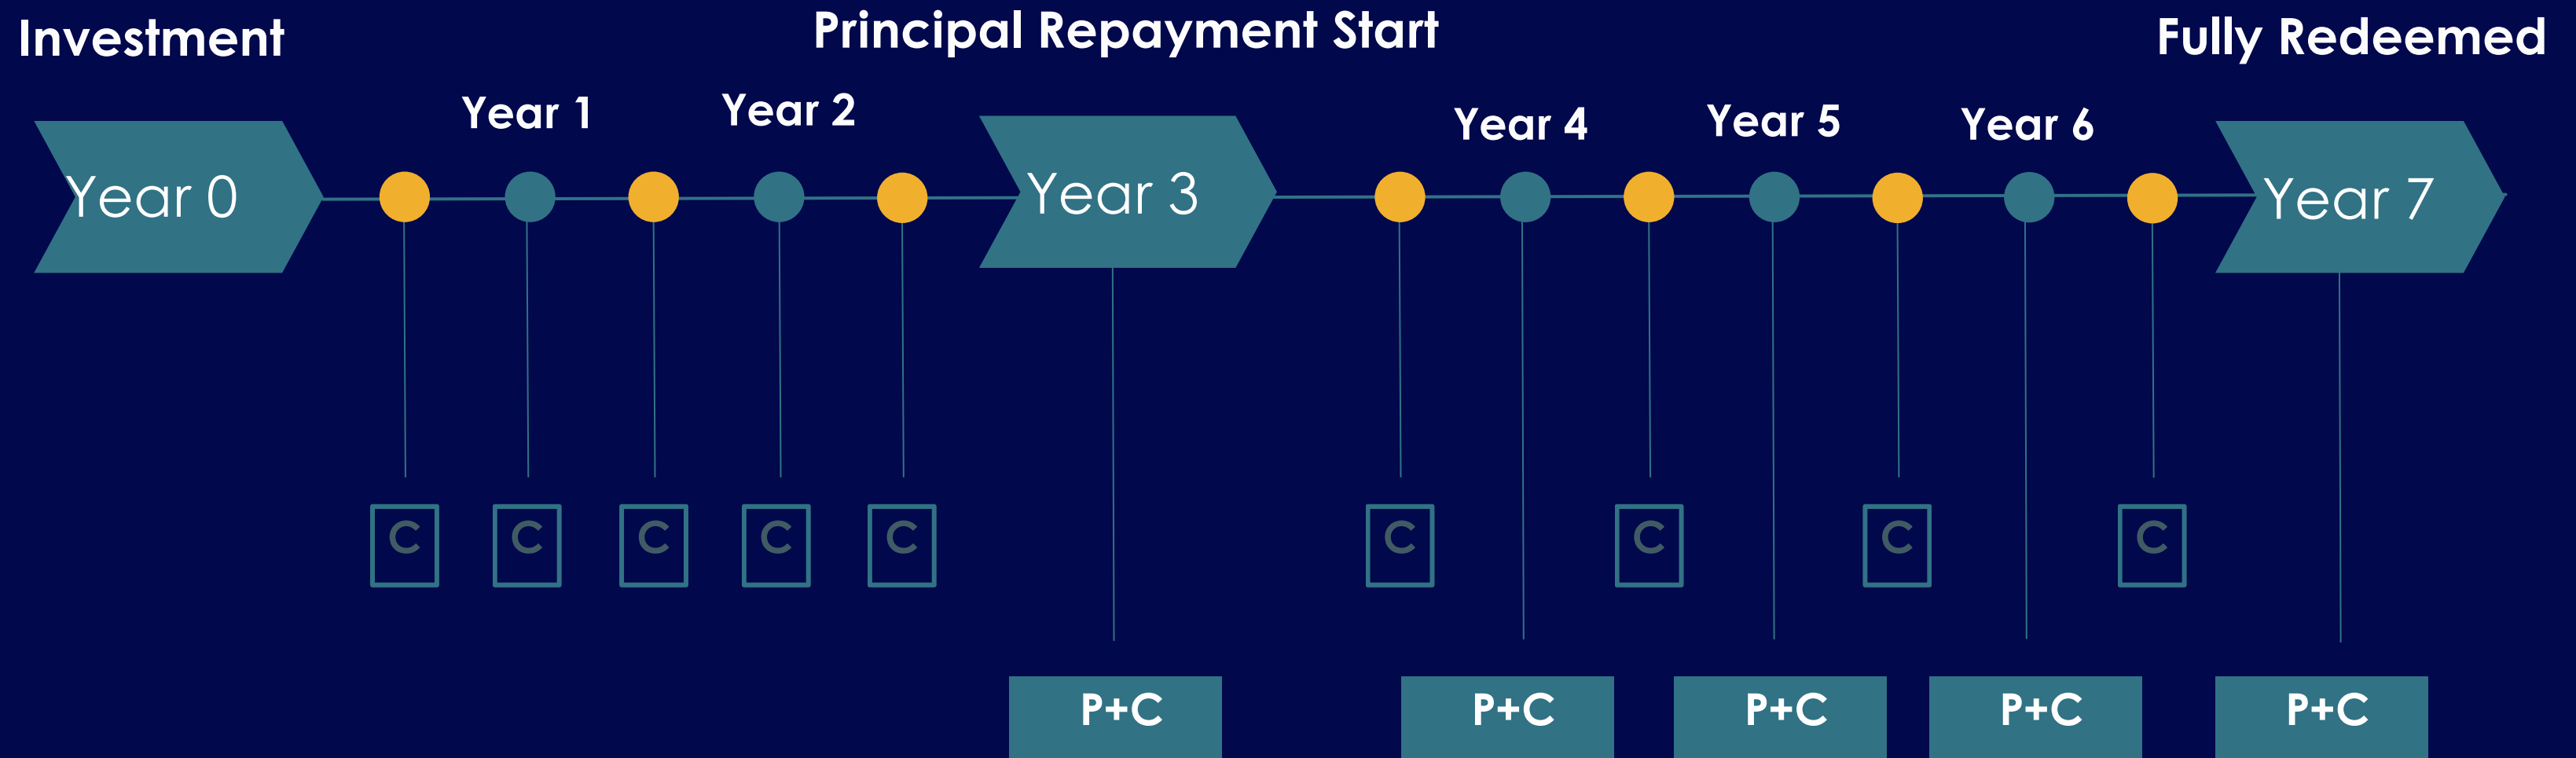 Investment
Principal Repayment Start
Fully Redeemed
Year 1
Year 2
Year 4
Year 5
Year 6
Year 0
Year 3
Year 7
C
C
C
C
C
C
C
C
C
P+C
P+C
P+C
P+C
P+C